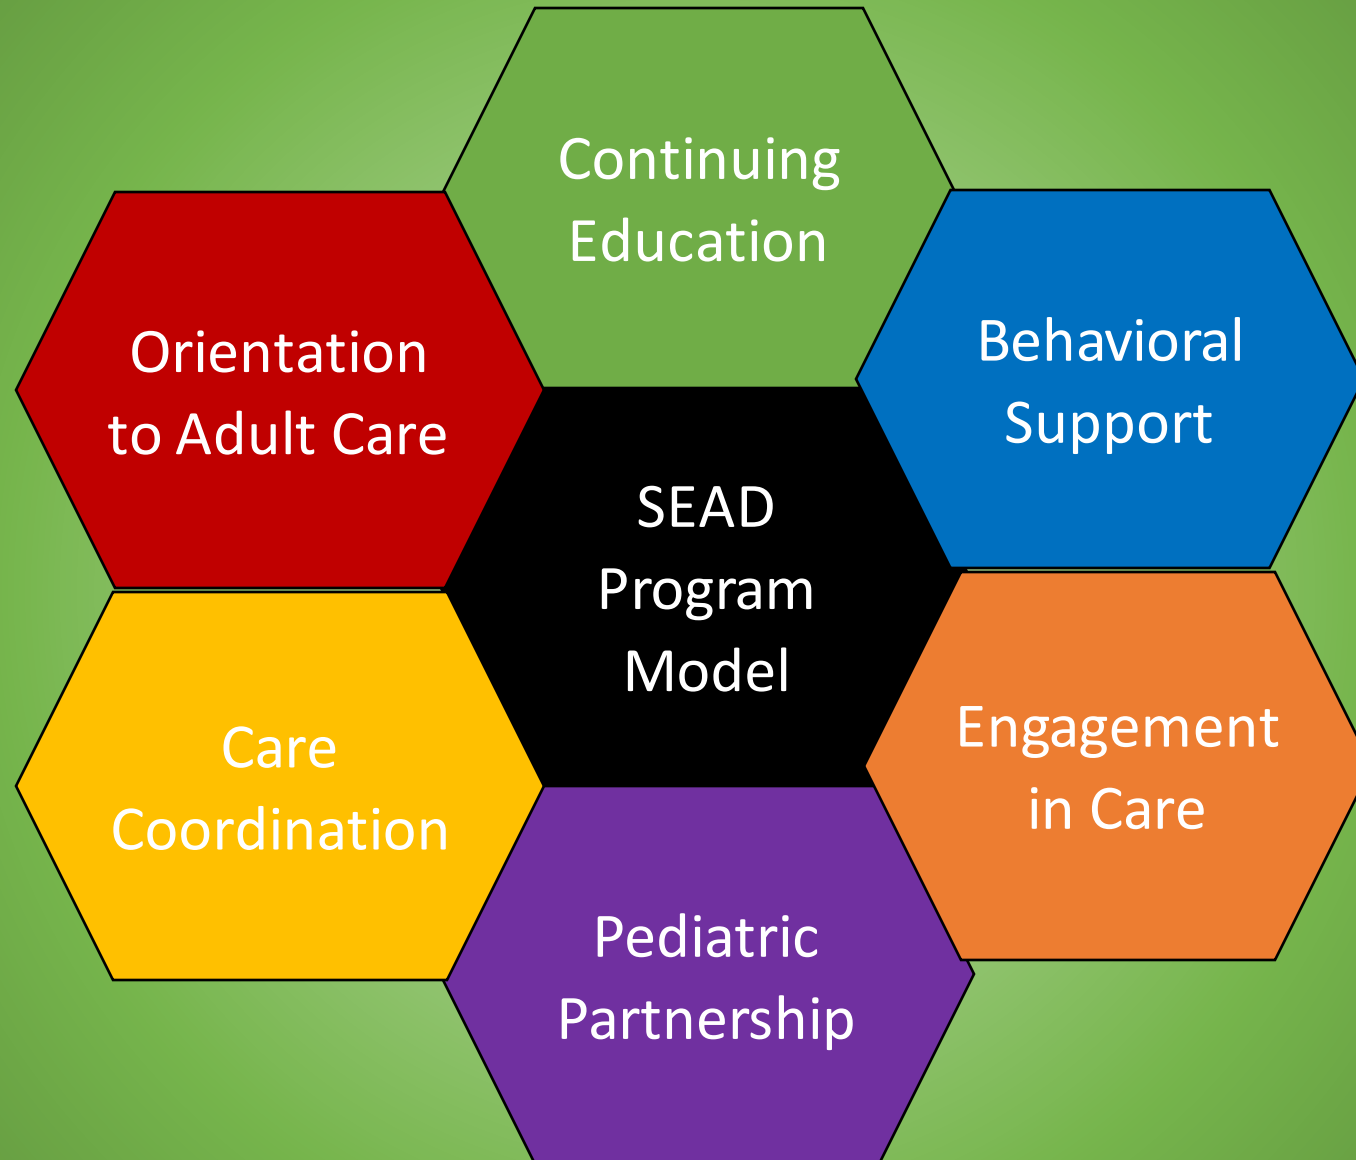 Continuing
Education
Orientation
to Adult Care
Behavioral
Support
SEAD
Program
Model
Care
Coordination
Engagement
in Care
Pediatric
Partnership